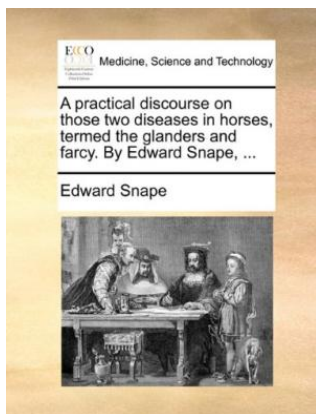 ECCO
Medicine, Science and Technology
A practical discourse on
those two diseases in horses,
termed the glanders and
farcy. By Edward Snape, ...
Edward Snape